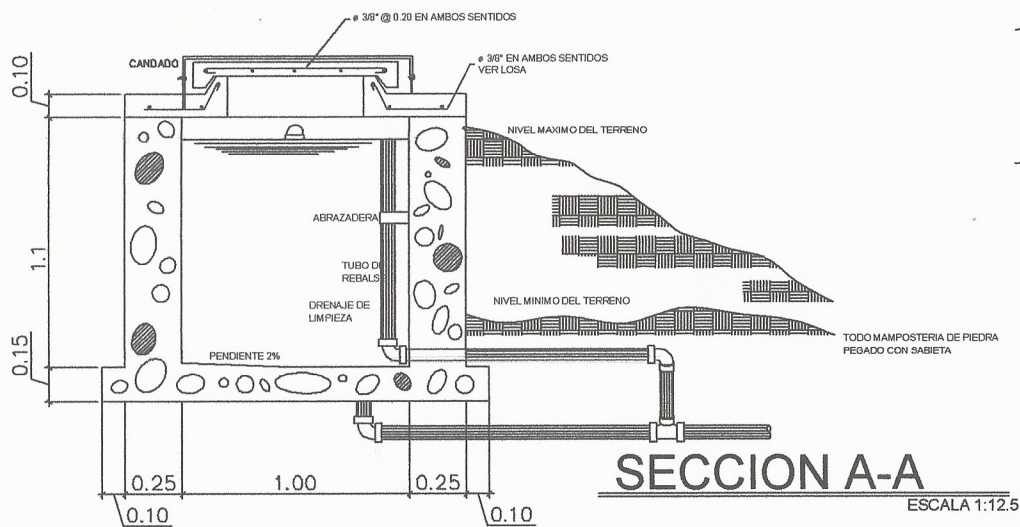 ø 3/8" @ 0.20 EN AMBOS SENTIDOS
CANDADO
ø 3/8" EN AMBOS SENTIDOS
VER LOSA
0.10
NIVEL MAXIMO DEL TERRENO
ABRAZADERA
1.1
TUBO DE
REBALS
DRENAJE DE
LIMPIEZA
NIVEL MINIMO DEL TERRENO
TODO MAMPOSTERIA DE PIEDRA
PEGADO CON SABIETA
PENDIENTE 2%
0.15
0.25
1.00
0.25
0.10
0.10
SECCION A-A
ESCALA 1:12.5